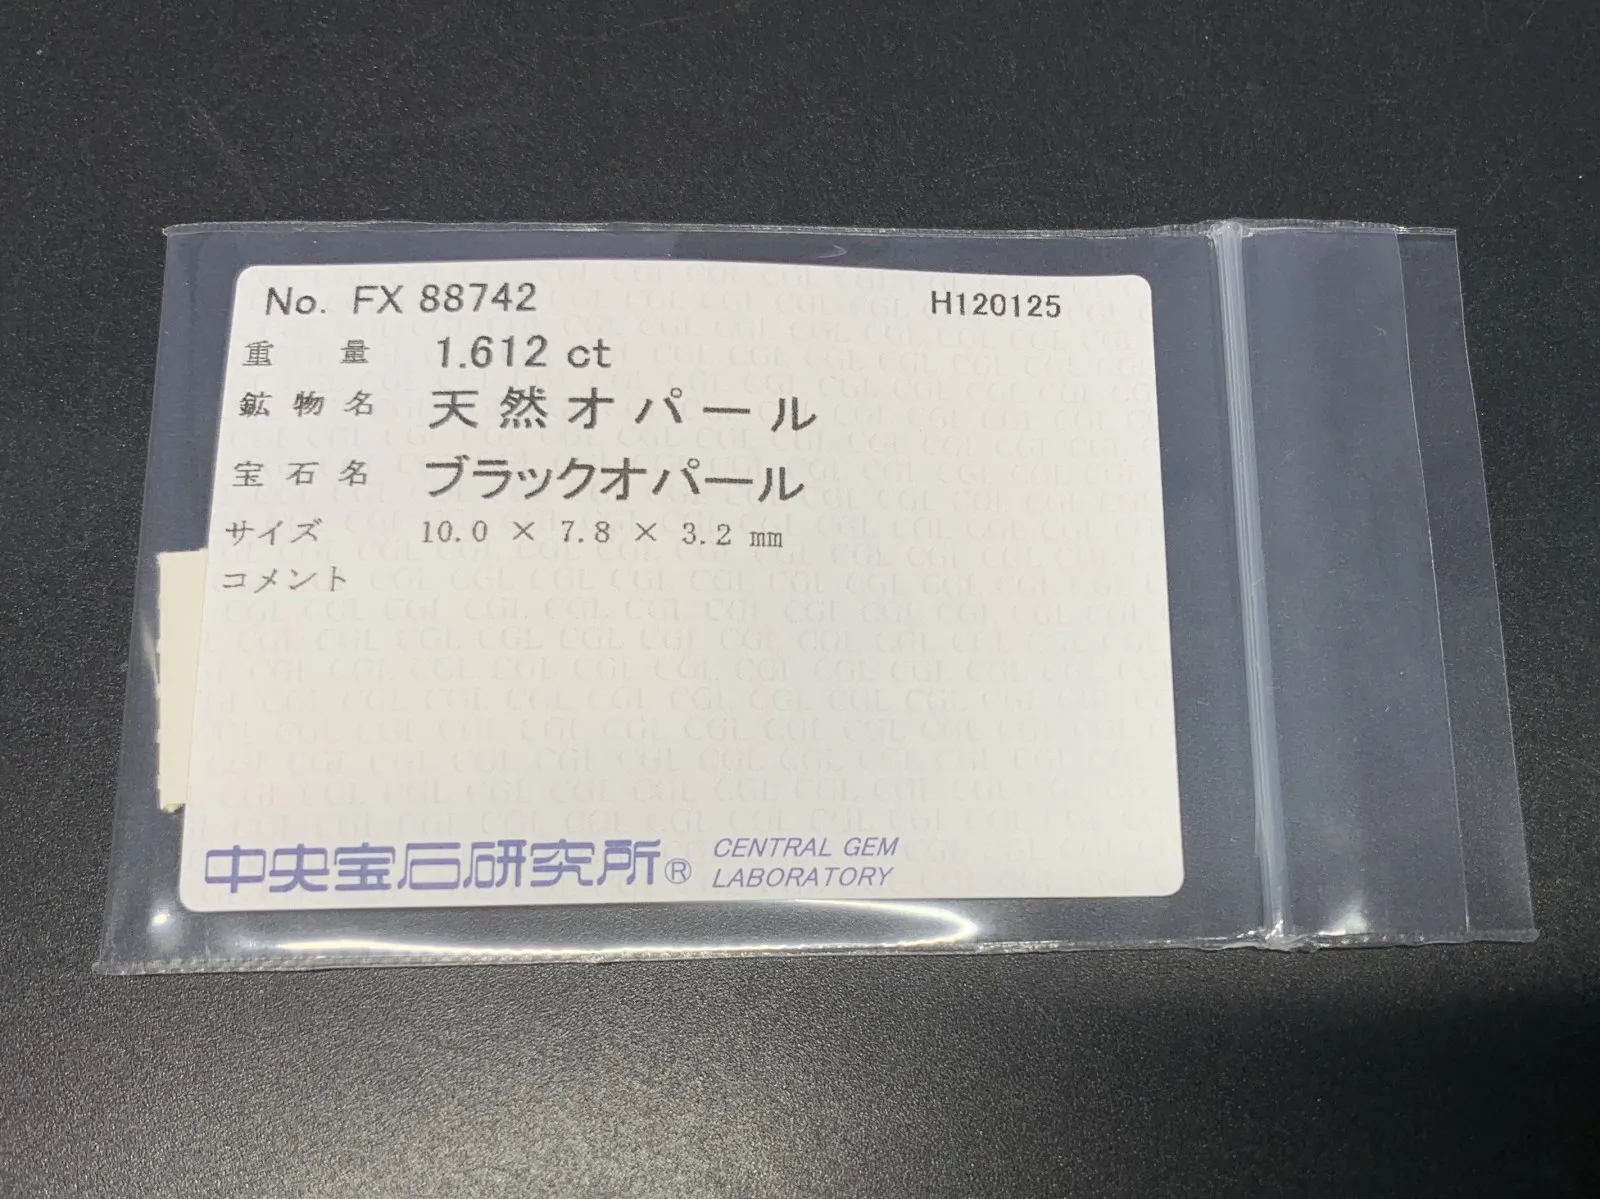 No. FX 88742 H120125
重量 1.612 ct
鉱物名 天然オパール
宝石名 ブラックオパール
サイズ 10.0 × 7.8 × 3.2 mm
コメント
中央宝石研究所® CENTRAL GEM LABORATORY